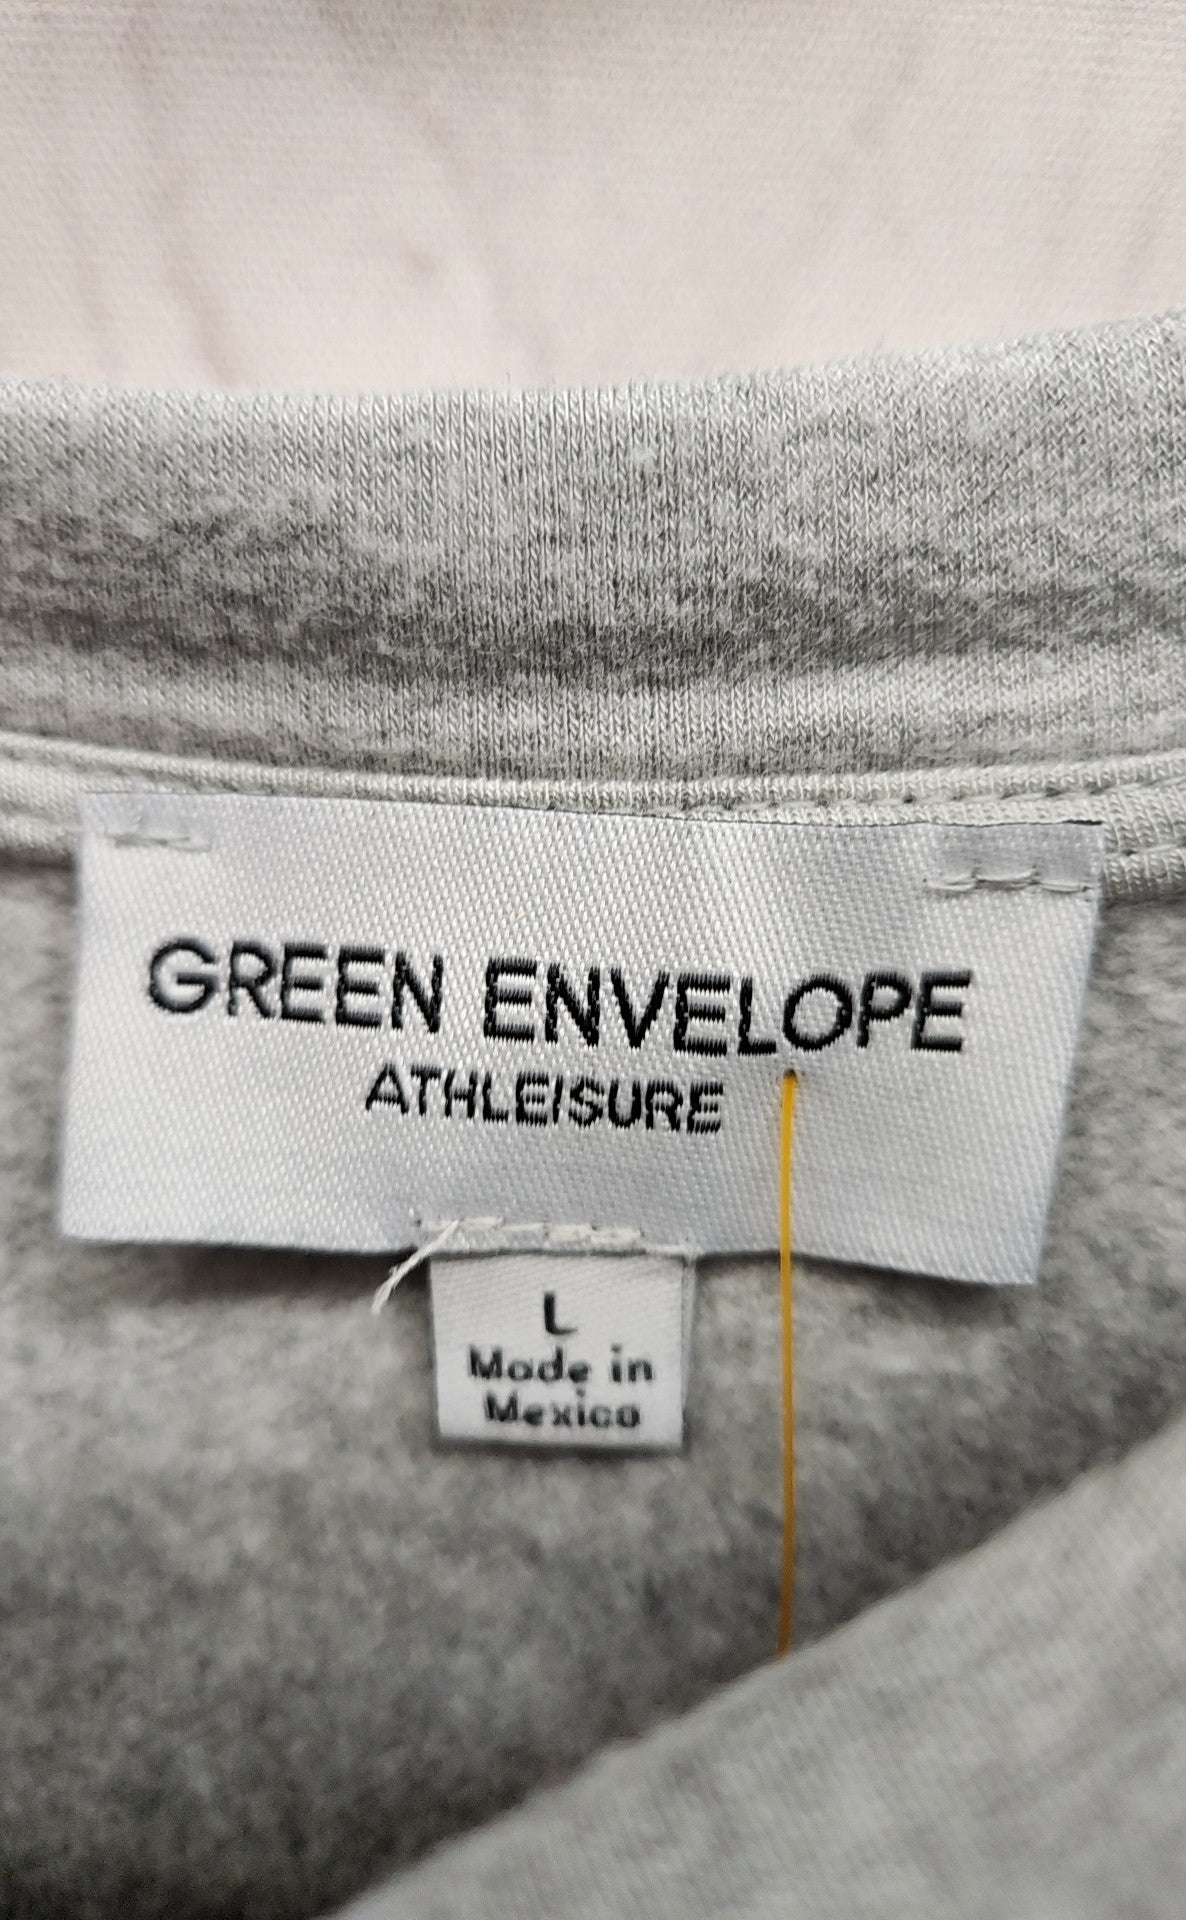 GREEN ENVELOPE
ATHLEISURE
L
Made in
Mexico